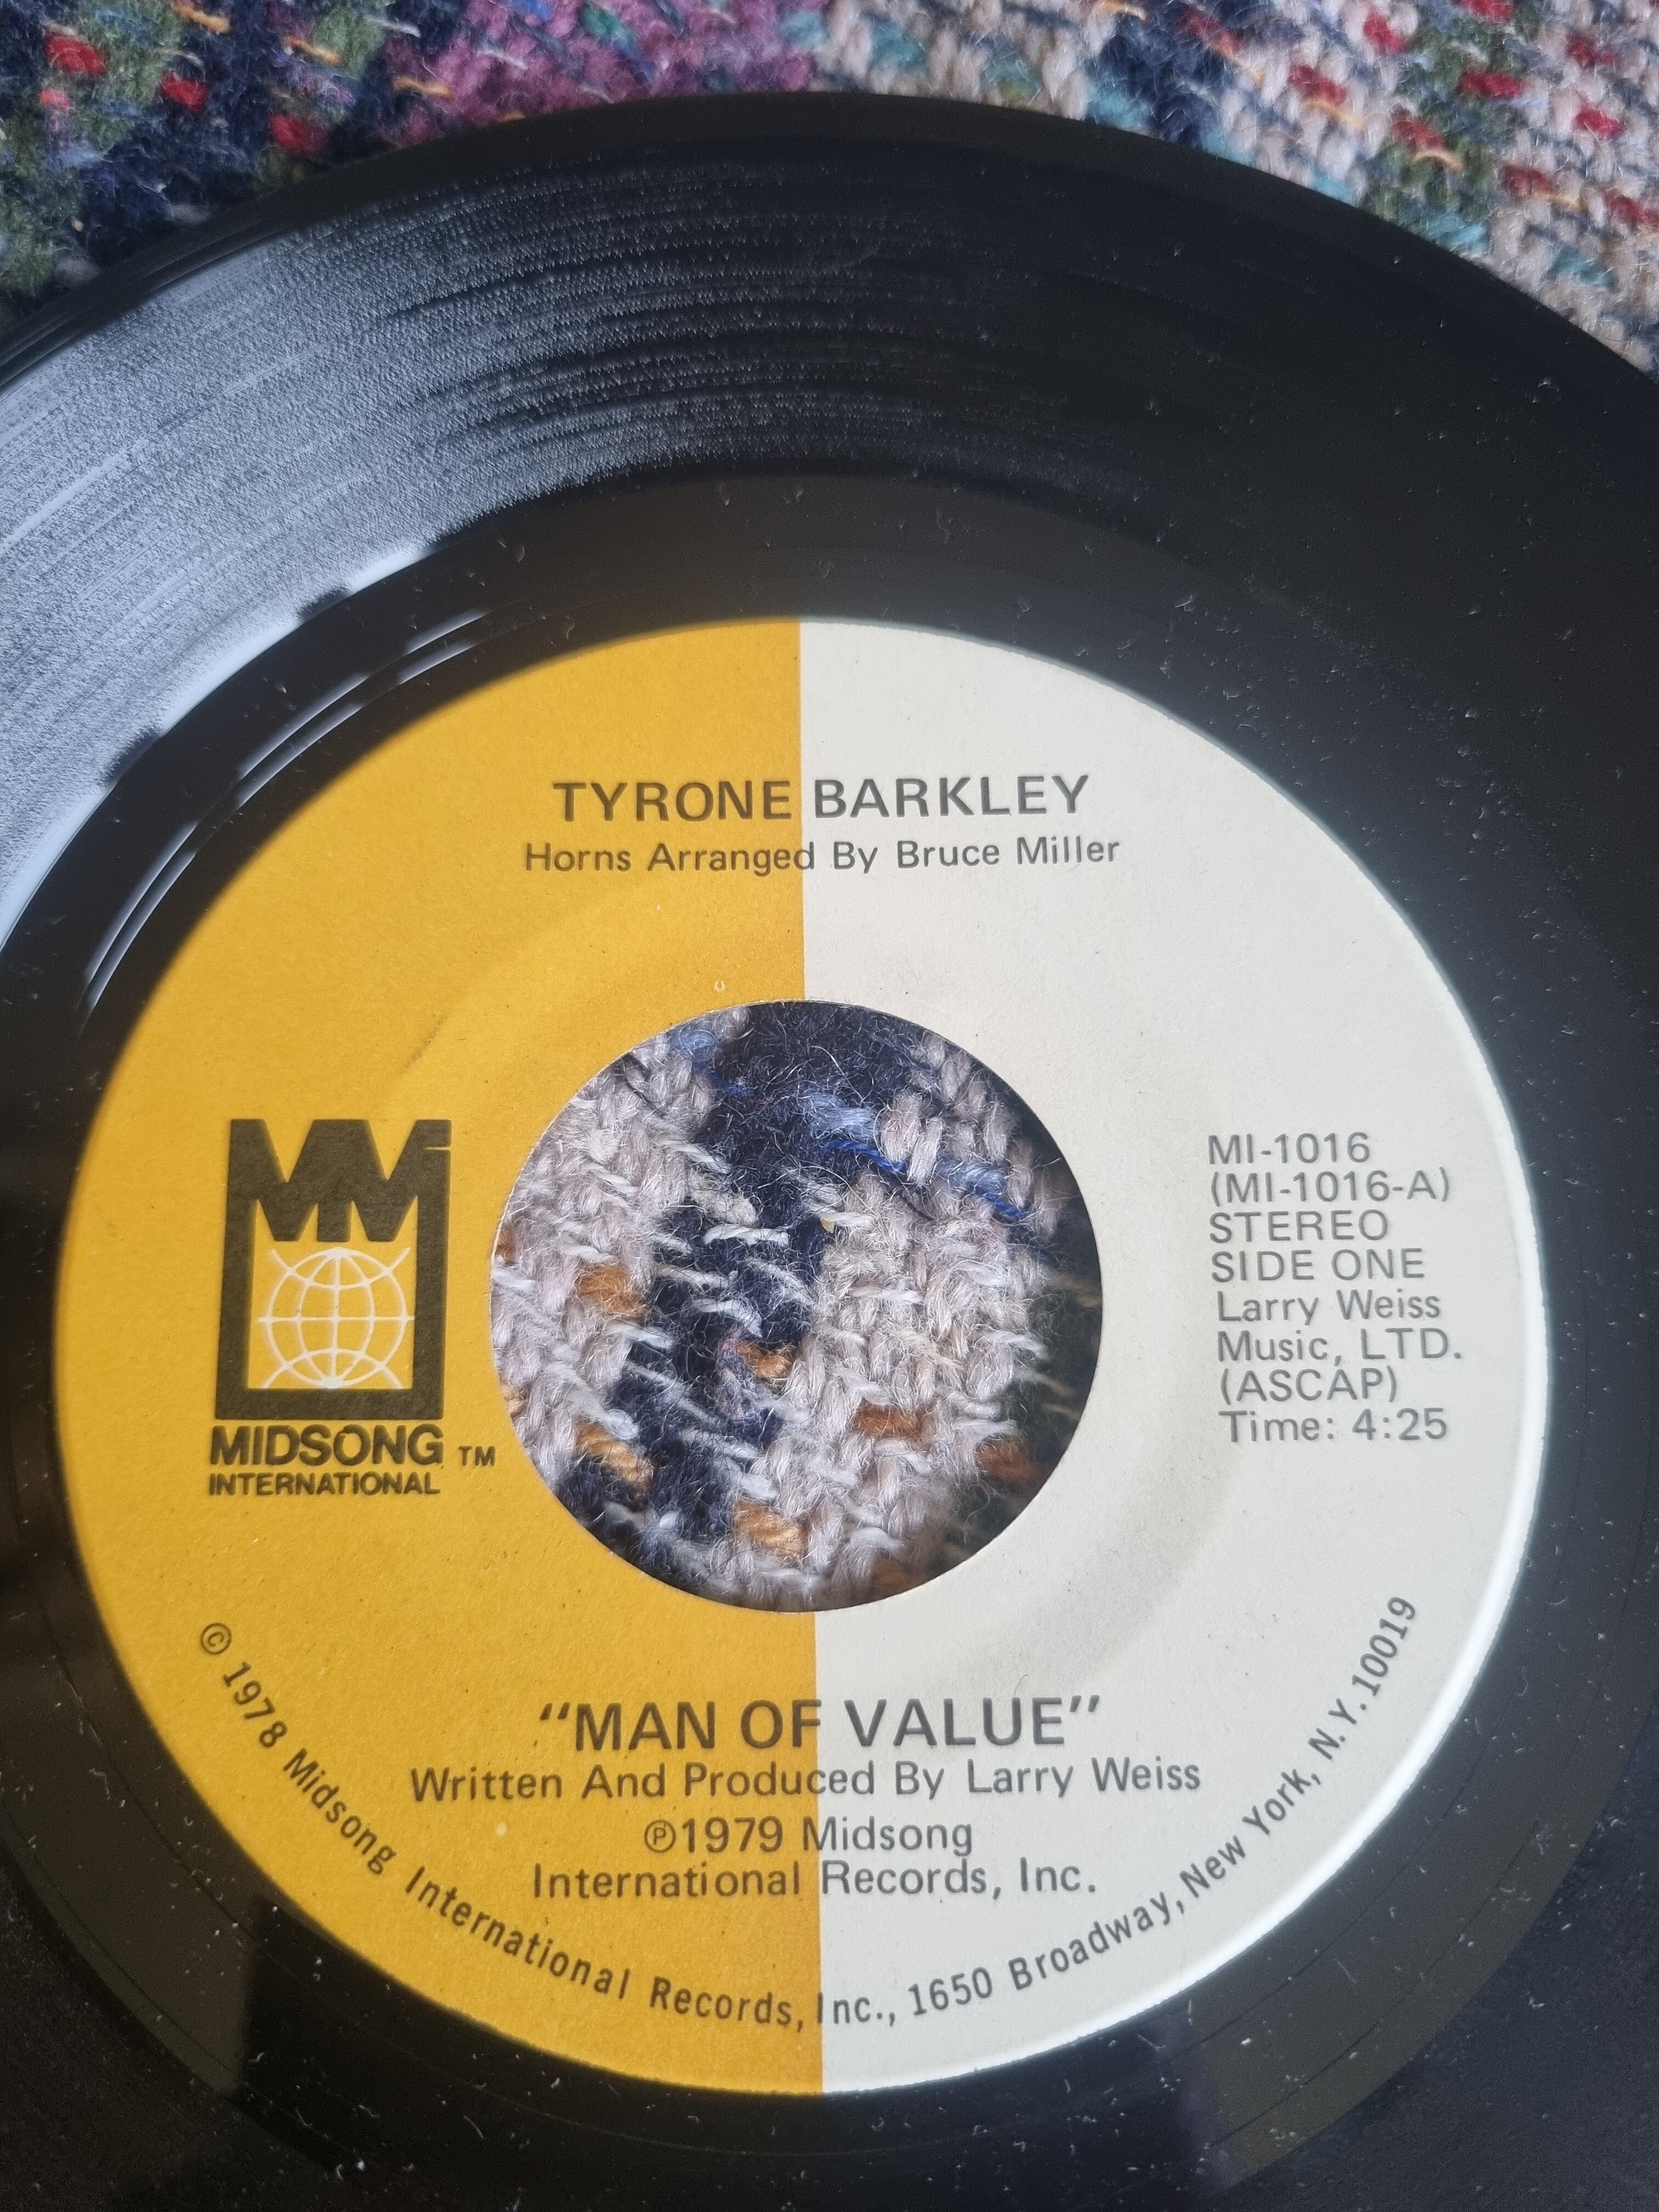 TYRONE BARKLEY
Horns Arranged By Bruce Miller
MM
MIDSONG TM
INTERNATIONAL
MI-1016
(MI-1016-A)
STEREO
SIDE ONE
Larry Weiss
Music, LTD.
(ASCAP)
Time: 4:25
"MAN OF VALUE"
Written And Produced By Larry Weiss
℗1979 Midsong
International Records, Inc.
© 1978 Midsong International Records, Inc., 1650 Broadway, New York, N.Y. 10019